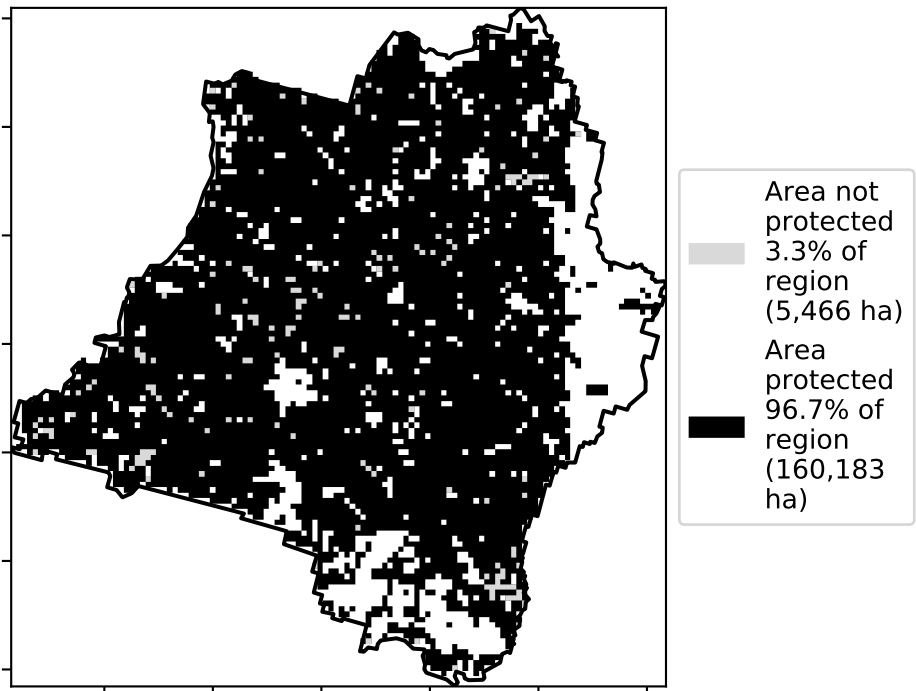 Area not
protected
3.3% of
region
(5,466 ha)
Area
protected
96.7% of
region
(160,183
ha)